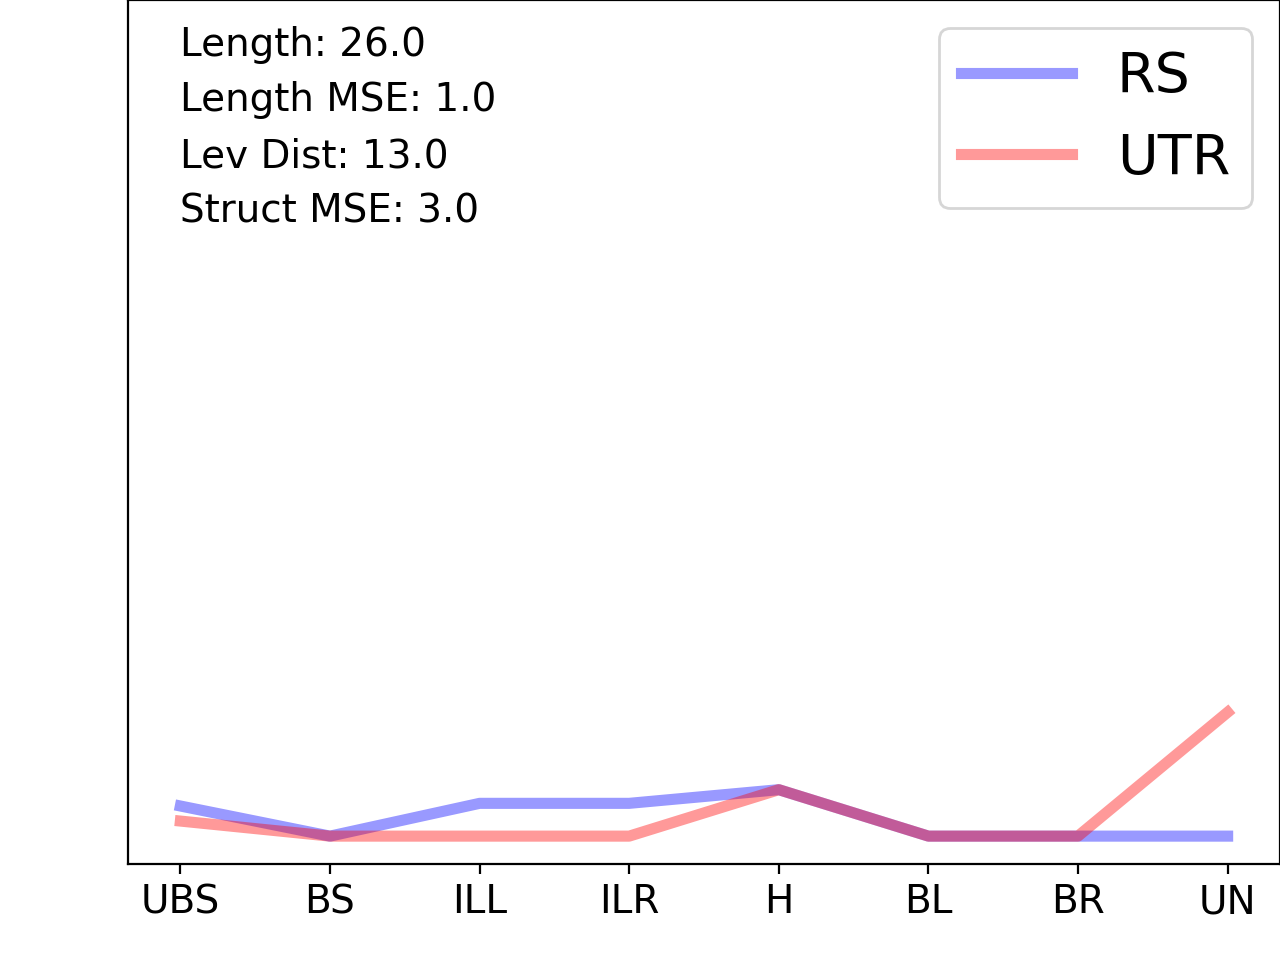 Length: 26.0
Length MSE: 1.0
Lev Dist: 13.0
Struct MSE: 3.0
RS
UTR
UBS BS ILL ILR H BL BR UN